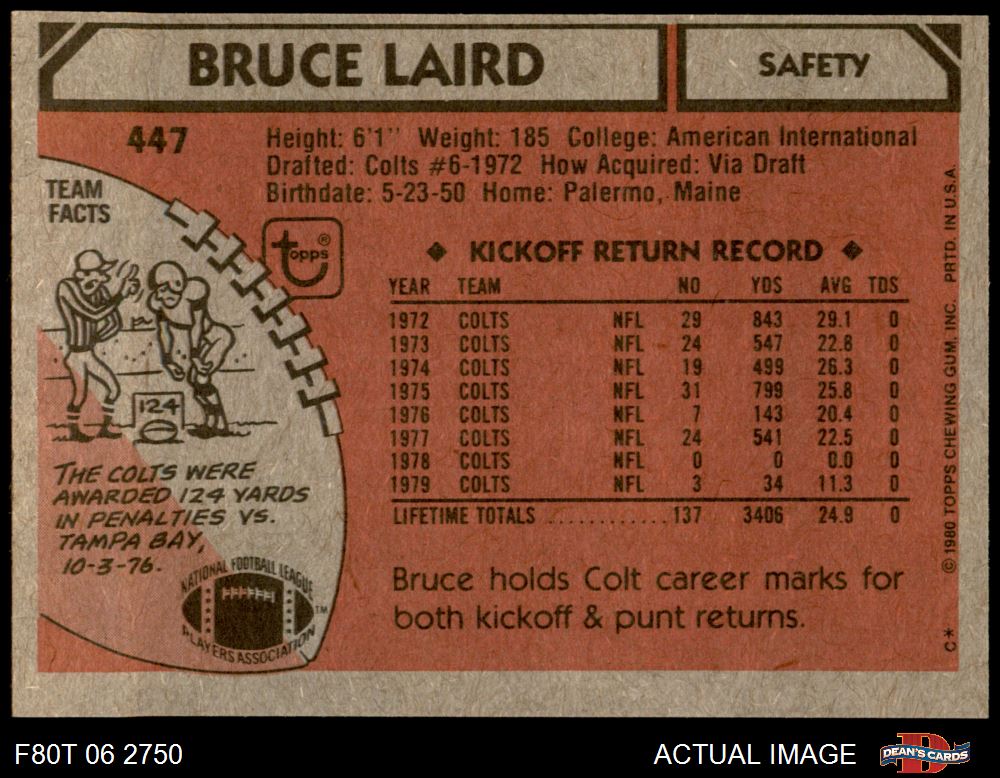 BRUCE LAIRD
SAFETY
447
Height: 6'1" Weight: 185 College: American International
Drafted: Colts #6-1972 How Acquired: Via Draft
Birthdate: 5-23-50 Home: Palermo, Maine
TEAM
FACTS
topps®
124
THE COLTS WERE
AWARDED 124 YARDS
IN PENALTIES VS.
TAMPA BAY,
10-3-76.
NATIONAL FOOTBALL LEAGUE
PLAYERS ASSOCIATION
TM
◆ KICKOFF RETURN RECORD ◆
YEAR TEAM NO YDS AVG TDS
1972 COLTS NFL 29 843 29.1 0
1973 COLTS NFL 24 547 22.8 0
1974 COLTS NFL 19 499 26.3 0
1975 COLTS NFL 31 799 25.8 0
1976 COLTS NFL 7 143 20.4 0
1977 COLTS NFL 24 541 22.5 0
1978 COLTS NFL 0 0 0.0 0
1979 COLTS NFL 3 34 11.3 0
LIFETIME TOTALS ............ 137 3406 24.9 0
Bruce holds Colt career marks for
both kickoff & punt returns.
C* © 1980 TOPPS CHEWING GUM, INC. PRTD. IN U.S.A.
F80T 06 2750
ACTUAL IMAGE
D
DEAN'S CARDS